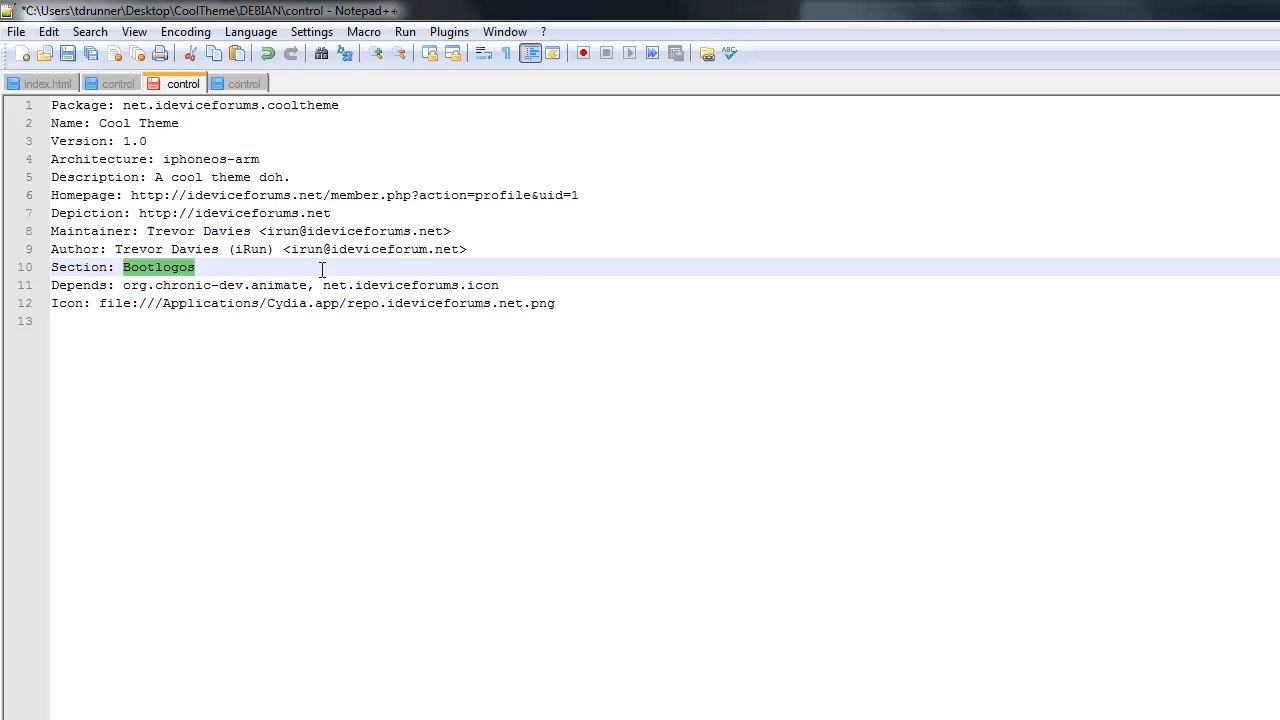 *C:\Users\tdrunner\Desktop\CoolTheme\DEBIAN\control - Notepad++
File Edit Search View Encoding Language Settings Macro Run Plugins Window ?
index.html control control control
1 Package: net.ideviceforums.cooltheme
2 Name: Cool Theme
3 Version: 1.0
4 Architecture: iphoneos-arm
5 Description: A cool theme doh.
6 Homepage: http://ideviceforums.net/member.php?action=profile&uid=1
7 Depiction: http://ideviceforums.net
8 Maintainer: Trevor Davies <irun@ideviceforums.net>
9 Author: Trevor Davies (iRun) <irun@ideviceforum.net>
10 Section: Bootlogos
11 Depends: org.chronic-dev.animate, net.ideviceforums.icon
12 Icon: file:///Applications/Cydia.app/repo.ideviceforums.net.png
13